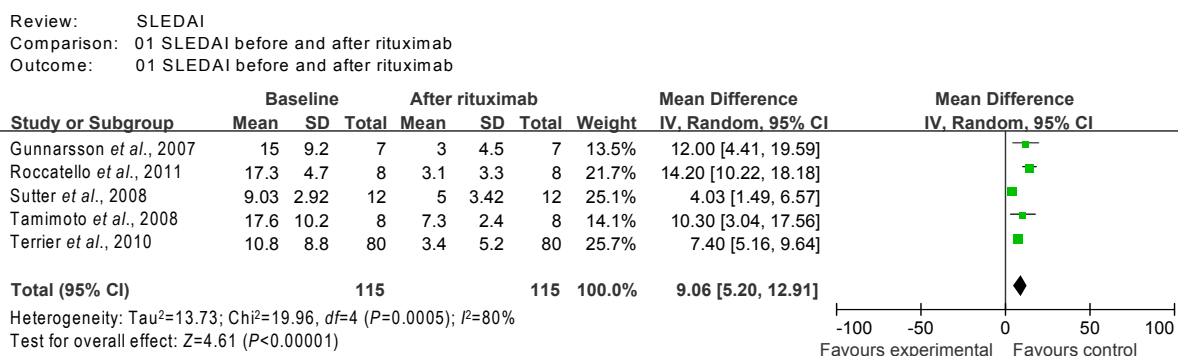 Review: SLEDAI
Comparison: 01 SLEDAI before and after rituximab
Outcome: 01 SLEDAI before and after rituximab
Baseline After rituximab Mean Difference Mean Difference
Study or Subgroup Mean SD Total Mean SD Total Weight IV, Random, 95% CI IV, Random, 95% CI
Gunnarsson et al., 2007 15 9.2 7 3 4.5 7 13.5% 12.00 [4.41, 19.59]
Roccatello et al., 2011 17.3 4.7 8 3.1 3.3 8 21.7% 14.20 [10.22, 18.18]
Sutter et al., 2008 9.03 2.92 12 5 3.42 12 25.1% 4.03 [1.49, 6.57]
Tamimoto et al., 2008 17.6 10.2 8 7.3 2.4 8 14.1% 10.30 [3.04, 17.56]
Terrier et al., 2010 10.8 8.8 80 3.4 5.2 80 25.7% 7.40 [5.16, 9.64]
Total (95% CI) 115 115 100.0% 9.06 [5.20, 12.91]
Heterogeneity: Tau²=13.73; Chi²=19.96, df=4 (P=0.0005); I²=80%
Test for overall effect: Z=4.61 (P<0.00001)
-100 -50 0 50 100
Favours experimental Favours control